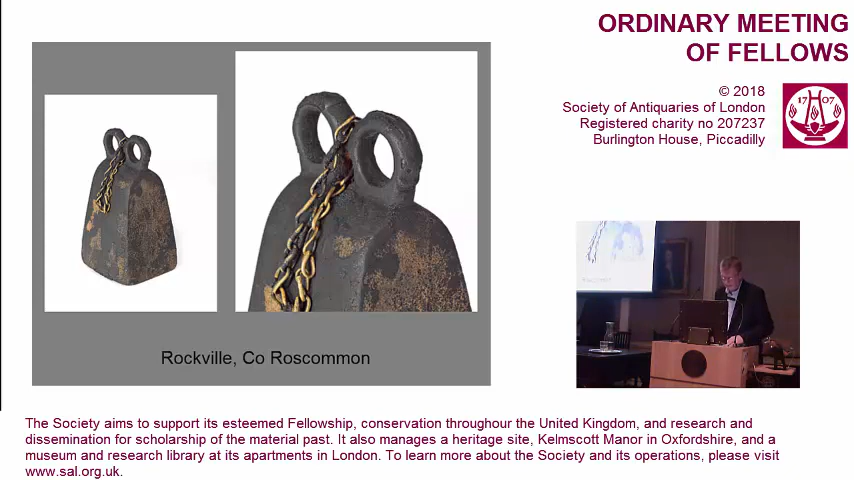 ORDINARY MEETING
OF FELLOWS
© 2018
Society of Antiquaries of London
Registered charity no 207237
Burlington House, Piccadilly
17 07
Rockville, Co Roscommon
The Society aims to support its esteemed Fellowship, conservation throughour the United Kingdom, and research and
dissemination for scholarship of the material past. It also manages a heritage site, Kelmscott Manor in Oxfordshire, and a
museum and research library at its apartments in London. To learn more about the Society and its operations, please visit
www.sal.org.uk.